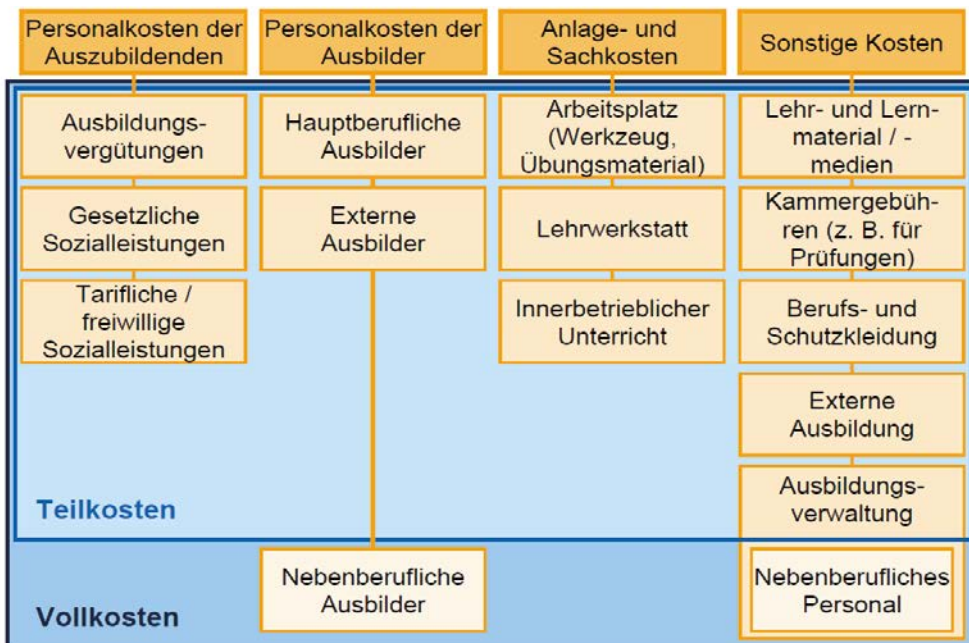 Personalkosten der
Auszubildenden
Personalkosten der
Ausbilder
Anlage- und
Sachkosten
Sonstige Kosten
Ausbildungs-
vergütungen
Gesetzliche
Sozialleistungen
Tarifliche /
freiwillige
Sozialleistungen
Hauptberufliche
Ausbilder
Externe
Ausbilder
Arbeitsplatz
(Werkzeug,
Übungsmaterial)
Lehrwerkstatt
Innerbetrieblicher
Unterricht
Lehr- und Lern-
material / -
medien
Kammergebüh-
ren (z. B. für
Prüfungen)
Berufs- und
Schutzkleidung
Externe
Ausbildung
Ausbildungs-
verwaltung
Teilkosten
Nebenberufliche
Ausbilder
Nebenberufliches
Personal
Vollkosten